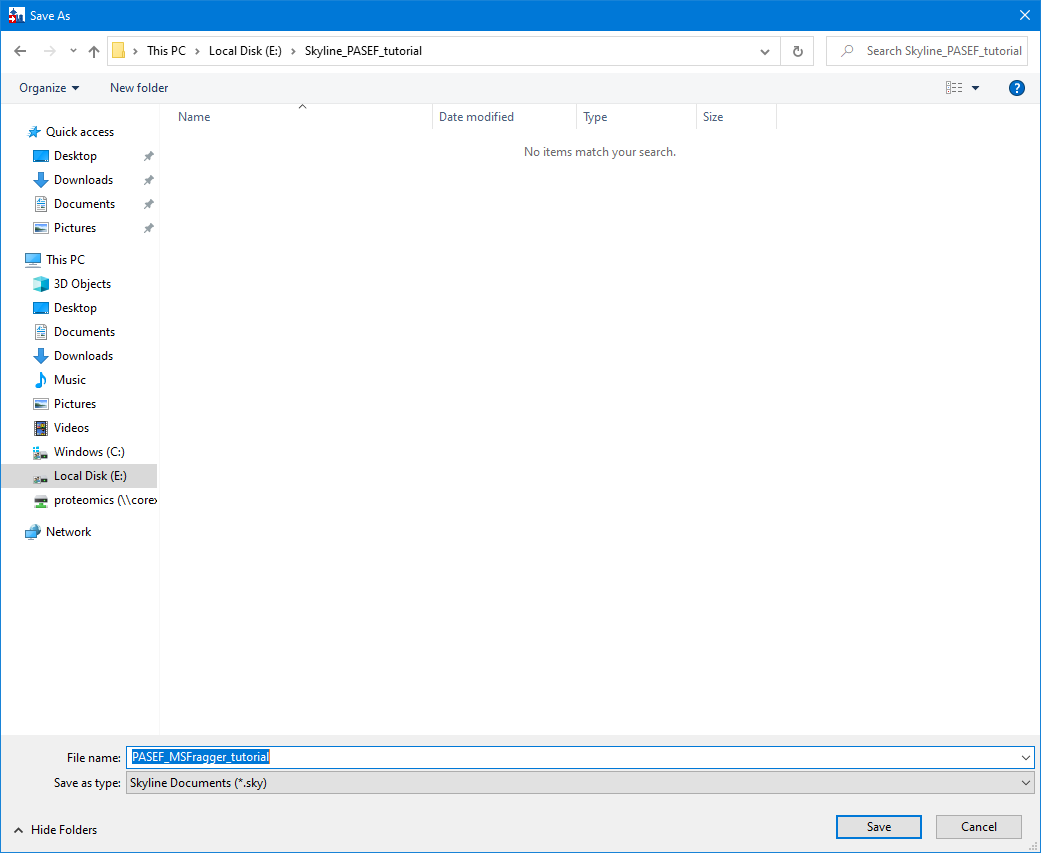 Save As
This PC > Local Disk (E:) > Skyline_PASEF_tutorial
Search Skyline_PASEF_tutorial
Organize
New folder
?
Name
Date modified
Type
Size
No items match your search.
Quick access
Desktop
Downloads
Documents
Pictures
This PC
3D Objects
Desktop
Documents
Downloads
Music
Pictures
Videos
Windows (C:)
Local Disk (E:)
proteomics (\\corex
Network
File name: PASEF_MSFragger_tutorial
Save as type: Skyline Documents (*.sky)
Hide Folders
Save
Cancel